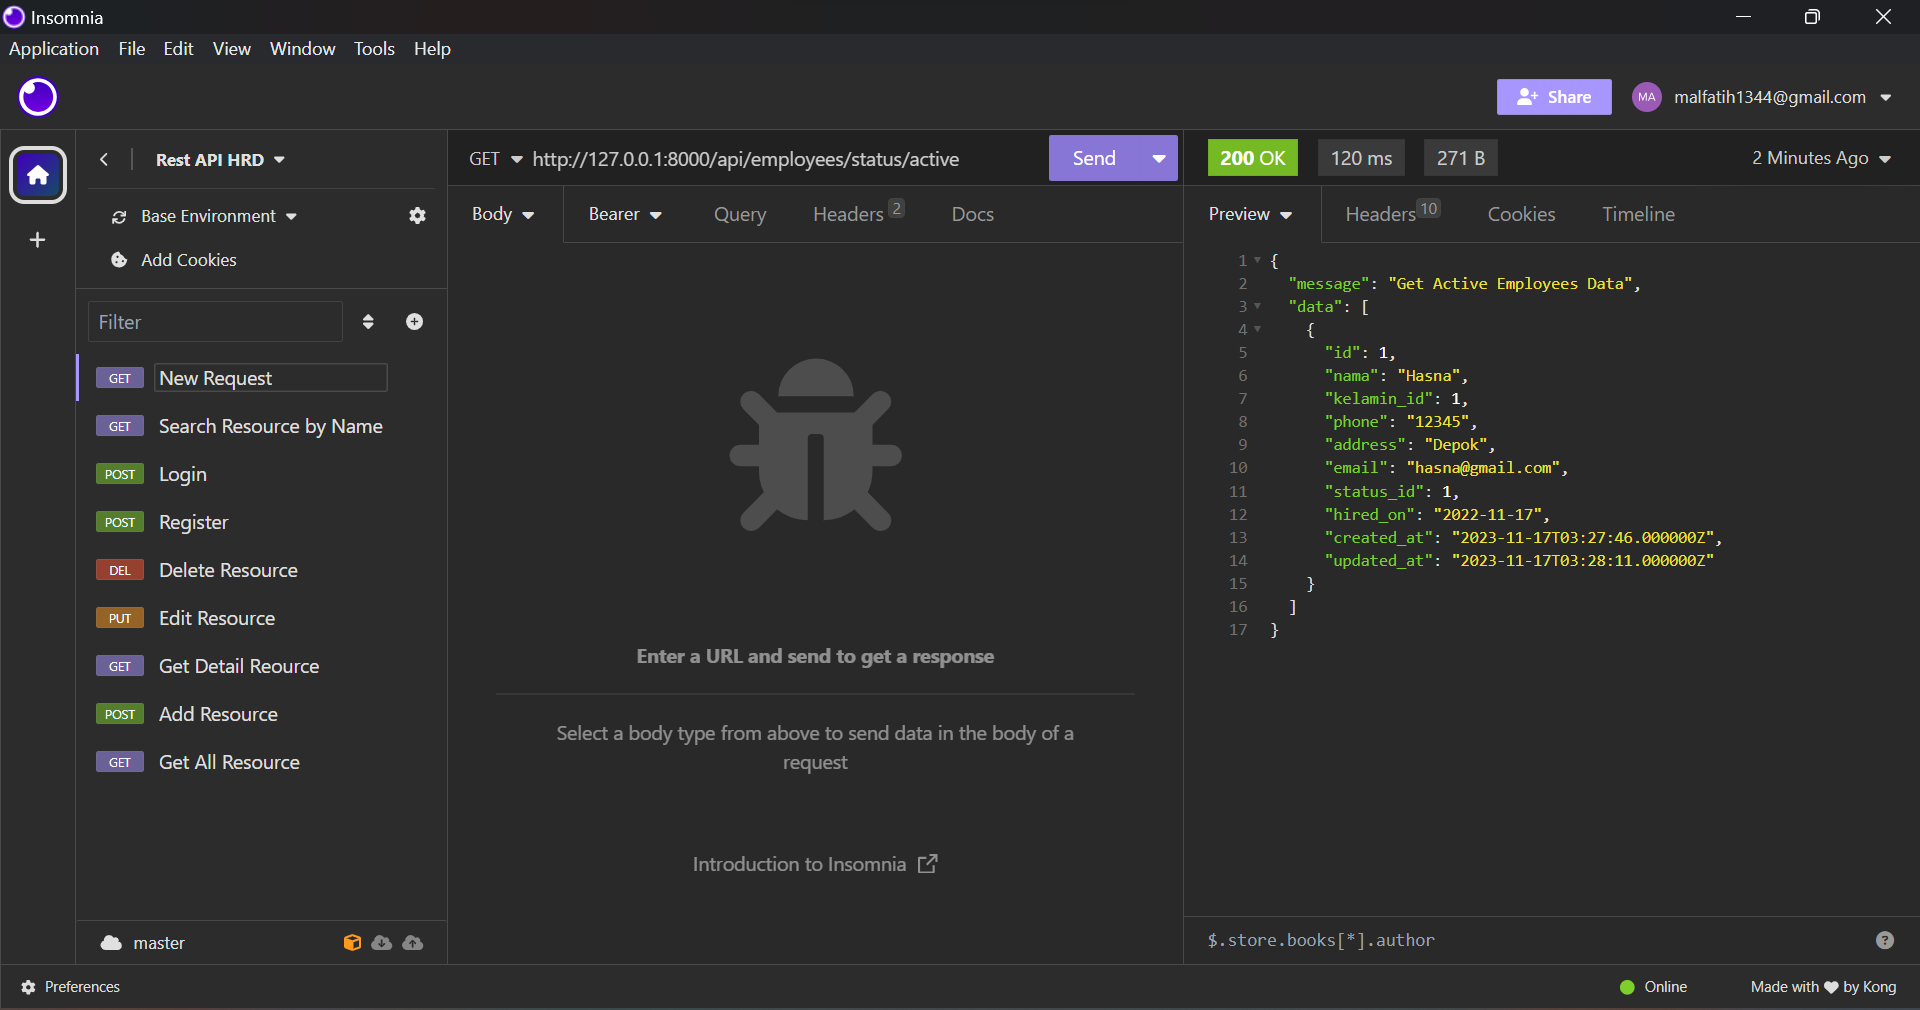 Insomnia
Application File Edit View Window Tools Help
Share MA malfatih1344@gmail.com
Rest API HRD
Base Environment
Add Cookies
Filter
GET New Request
GET Search Resource by Name
POST Login
POST Register
DEL Delete Resource
PUT Edit Resource
GET Get Detail Reource
POST Add Resource
GET Get All Resource
master
GET http://127.0.0.1:8000/api/employees/status/active Send
Body Bearer Query Headers 2 Docs
Enter a URL and send to get a response
Select a body type from above to send data in the body of a
request
Introduction to Insomnia
200 OK 120 ms 271 B 2 Minutes Ago
Preview Headers 10 Cookies Timeline
1 {
2 "message": "Get Active Employees Data",
3 "data": [
4 {
5 "id": 1,
6 "nama": "Hasna",
7 "kelamin_id": 1,
8 "phone": "12345",
9 "address": "Depok",
10 "email": "hasna@gmail.com",
11 "status_id": 1,
12 "hired_on": "2022-11-17",
13 "created_at": "2023-11-17T03:27:46.000000Z",
14 "updated_at": "2023-11-17T03:28:11.000000Z"
15 }
16 ]
17 }
$.store.books[*].author ?
Preferences Online Made with ♥ by Kong